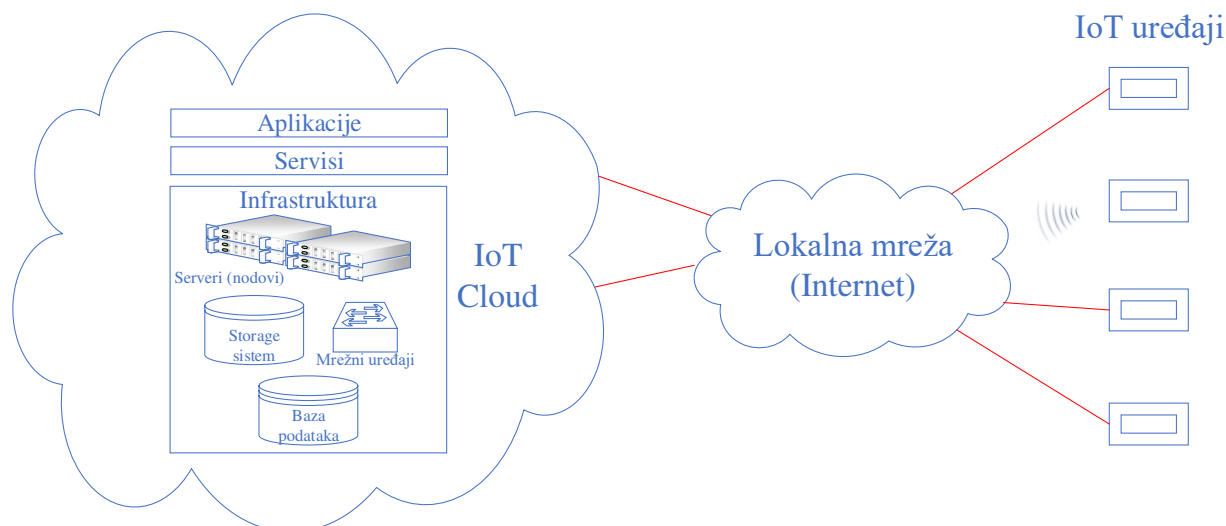 IoT uređaji
Aplikacije
Servisi
Infrastruktura
Serveri (nodovi)
Storage
sistem
Mrežni uređaji
Baza
podataka
IoT
Cloud
Lokalna mreža
(Internet)